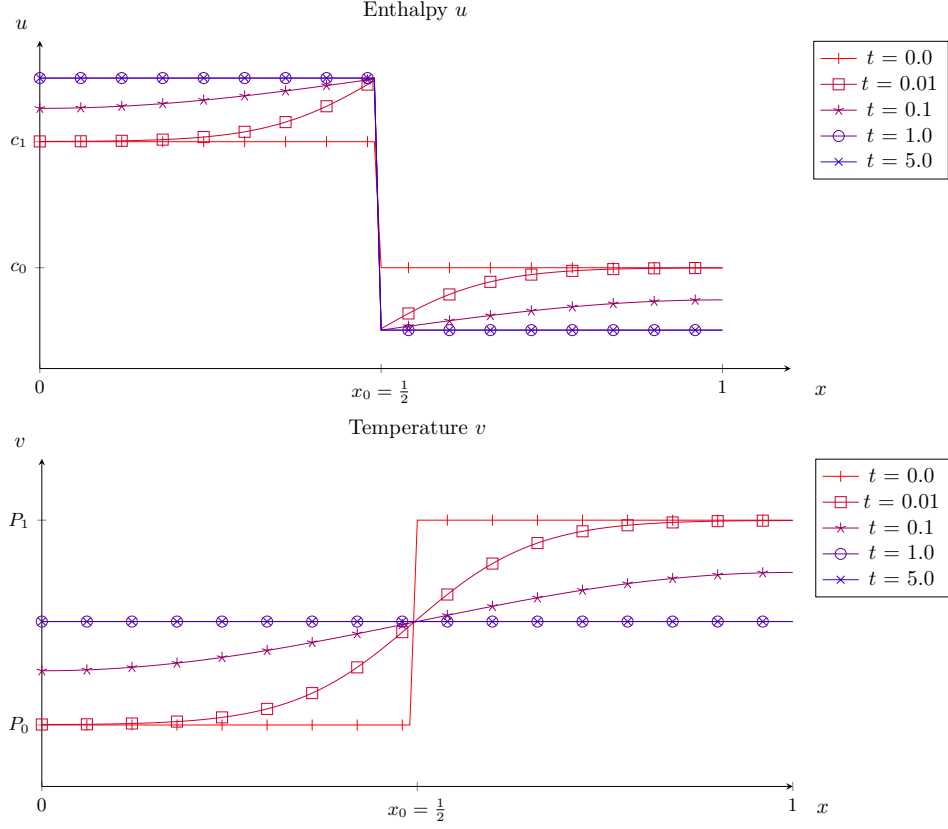 Enthalpy u
u
c₁
c₀
0
x₀ = 1/2
1
x
t = 0.0
t = 0.01
t = 0.1
t = 1.0
t = 5.0
Temperature v
v
P₁
P₀
0
x₀ = 1/2
1
x
t = 0.0
t = 0.01
t = 0.1
t = 1.0
t = 5.0